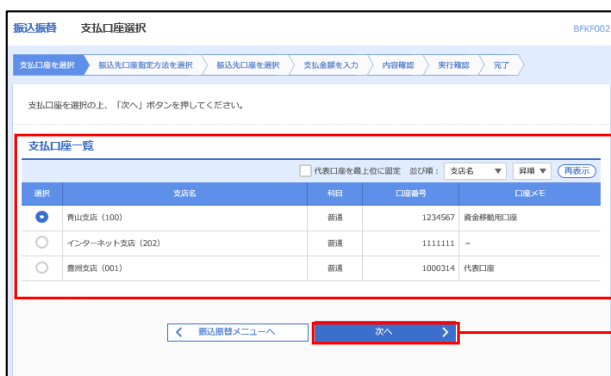 振込振替 支払口座選択 BFKF002
支払口座を選択 振込先口座指定方法を選択 振込先口座を選択 支払金額を入力 内容確認 実行確認 完了
支払口座を選択の上、「次へ」ボタンを押してください。
支払口座一覧
代表口座を最上位に固定 並び順： 支店名 ▼ 昇順 ▼ 再表示
選択 支店名 科目 口座番号 口座メモ
青山支店（100） 普通 1234567 資金移動用口座
インターネット支店（202） 普通 1111111 －
豊洲支店（001） 普通 1000314 代表口座
振込振替メニューへ 次へ